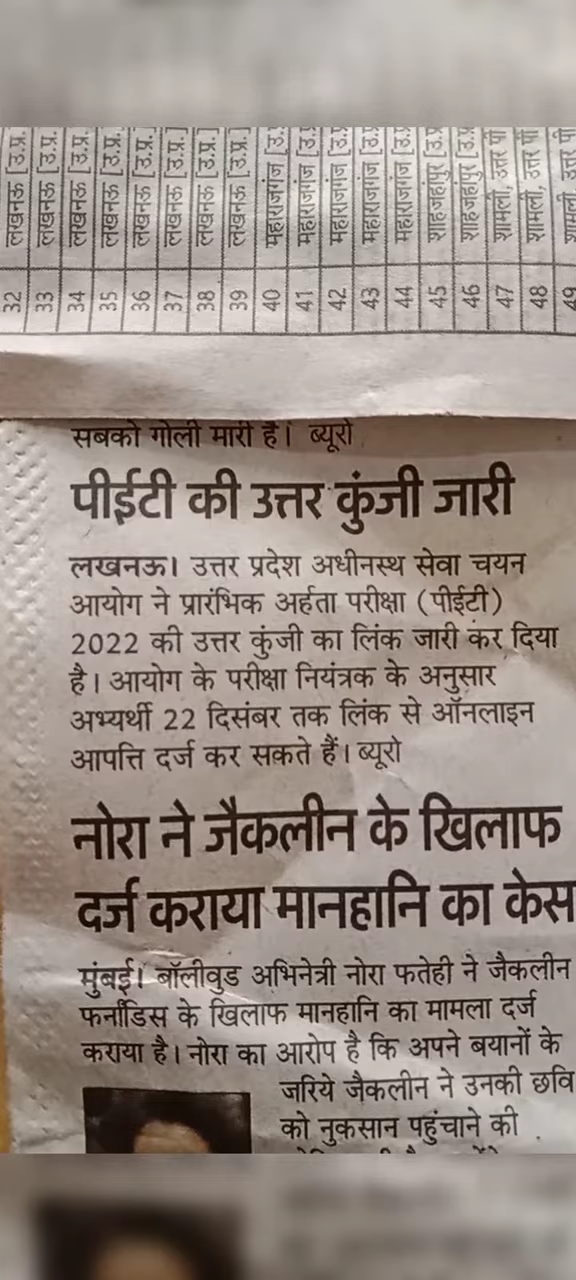 32 लखनऊ [उ.प्र.
33 लखनऊ [उ.प्र.
34 लखनऊ [उ.प्र.
35 लखनऊ [उ.प्र.
36 लखनऊ [उ.प्र.]
37 लखनऊ [उ.प्र.]
38 लखनऊ [उ.प्र.]
39 लखनऊ [उ.प्र.]
40 महाराजगंज [उ.
41 महाराजगंज [उ.
42 महाराजगंज [उ.
43 महाराजगंज [उ.
44 महाराजगंज [उ.
45 शाहजहांपुर [उ.
46 शाहजहांपुर [उ.
47 शामली, उत्तर
48 शामली, उत्तर
49 शामली, उत्तर
सबको गोली मारी है। ब्यूरो
पीईटी की उत्तर कुंजी जारी
लखनऊ। उत्तर प्रदेश अधीनस्थ सेवा चयन
आयोग ने प्रारंभिक अर्हता परीक्षा (पीईटी)
2022 की उत्तर कुंजी का लिंक जारी कर दिया
है। आयोग के परीक्षा नियंत्रक के अनुसार
अभ्यर्थी 22 दिसंबर तक लिंक से ऑनलाइन
आपत्ति दर्ज कर सकते हैं। ब्यूरो
नोरा ने जैकलीन के खिलाफ
दर्ज कराया मानहानि का केस
मुंबई। बॉलीवुड अभिनेत्री नोरा फतेही ने जैकलीन
फर्नांडिस के खिलाफ मानहानि का मामला दर्ज
कराया है। नोरा का आरोप है कि अपने बयानों के
जरिये जैकलीन ने उनकी छवि
को नुकसान पहुंचाने की